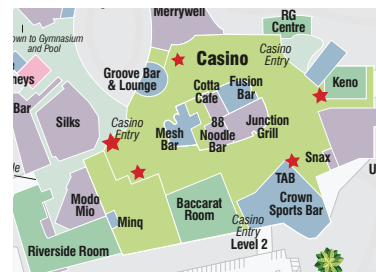 Merrywell
RG
Centre
own to Gymnasium
and Pool
Casino
Casino
Entry
neys
Groove Bar
& Lounge
Cotta
Cafe
Fusion
Bar
Keno
Bar
Silks
Casino
Entry
Mesh
Bar
88
Noodle
Bar
Junction
Grill
Snax
TAB
Modo
Mio
Minq
Baccarat
Room
Crown
Sports Bar
Casino
Entry
Level 2
Riverside Room
U